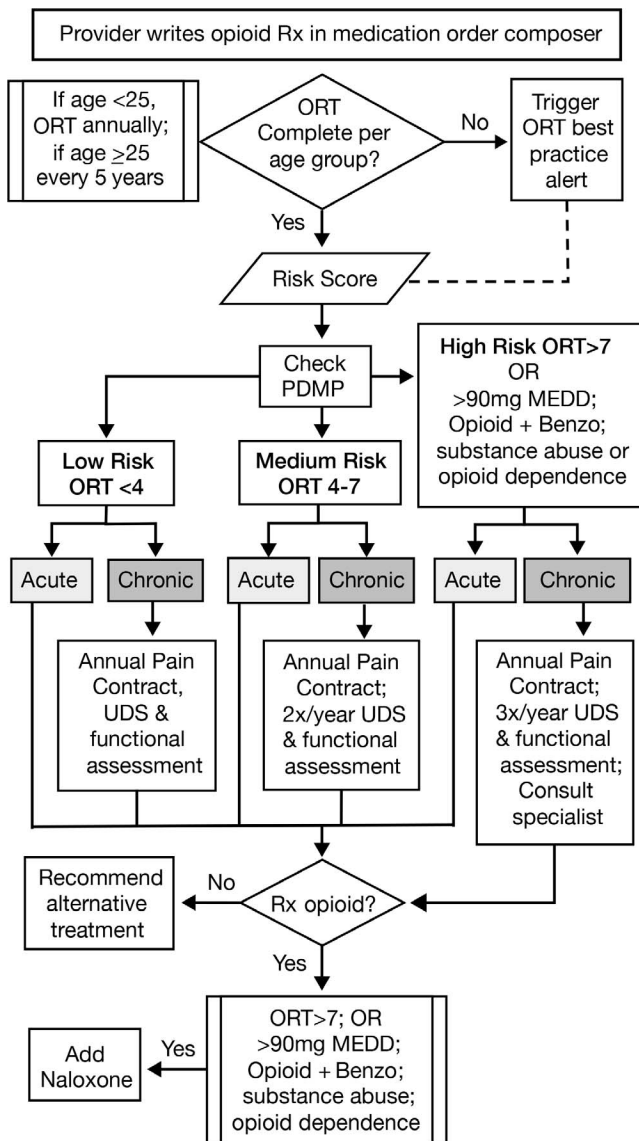 Provider writes opioid Rx in medication order composer
If age <25,
ORT annually;
if age ≥25
every 5 years
ORT
Complete per
age group?
No
Trigger
ORT best
practice
alert
Yes
Risk Score
Check
PDMP
High Risk ORT>7
OR
>90mg MEDD;
Opioid + Benzo;
substance abuse or
opioid dependence
Low Risk
ORT <4
Medium Risk
ORT 4-7
Acute
Chronic
Acute
Chronic
Acute
Chronic
Annual Pain
Contract,
UDS &
functional
assessment
Annual Pain
Contract;
2x/year UDS
& functional
assessment
Annual Pain
Contract;
3x/year UDS
& functional
assessment;
Consult
specialist
Recommend
alternative
treatment
No
Rx opioid?
Yes
ORT>7; OR
>90mg MEDD;
Opioid + Benzo;
substance abuse;
opioid dependence
Yes
Add
Naloxone